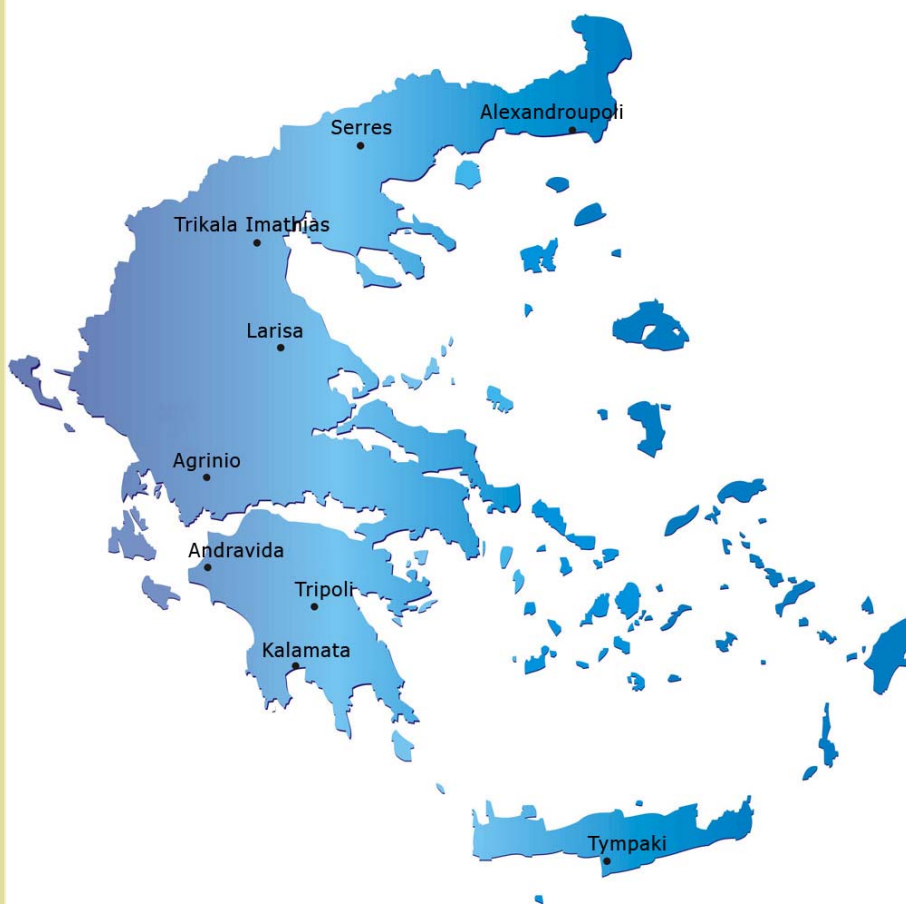 Alexandroupoli
Serres
Trikala Imathias
Larisa
Agrinio
Andravida
Tripoli
Kalamata
Tympaki